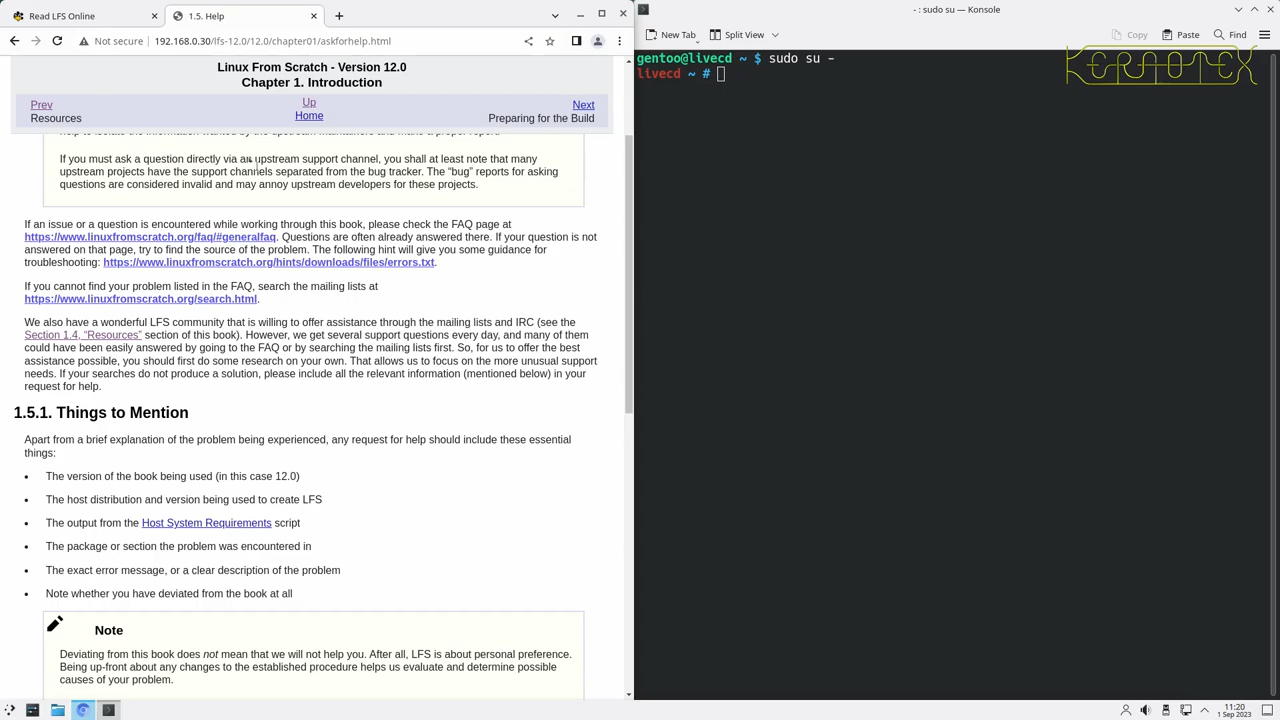 Read LFS Online
1.5. Help
Not secure
192.168.0.30/lfs-12.0/12.0/chapter01/askforhelp.html
Linux From Scratch - Version 12.0
Chapter 1. Introduction
Prev
Up
Next
Resources
Home
Preparing for the Build
help to isolate the information wanted by the upstream maintainers and make a proper report.
If you must ask a question directly via an upstream support channel, you shall at least note that many
upstream projects have the support channels separated from the bug tracker. The “bug” reports for asking
questions are considered invalid and may annoy upstream developers for these projects.
If an issue or a question is encountered while working through this book, please check the FAQ page at
https://www.linuxfromscratch.org/faq/#generalfaq. Questions are often already answered there. If your question is not
answered on that page, try to find the source of the problem. The following hint will give you some guidance for
troubleshooting: https://www.linuxfromscratch.org/hints/downloads/files/errors.txt.
If you cannot find your problem listed in the FAQ, search the mailing lists at
https://www.linuxfromscratch.org/search.html.
We also have a wonderful LFS community that is willing to offer assistance through the mailing lists and IRC (see the
Section 1.4, “Resources” section of this book). However, we get several support questions every day, and many of them
could have been easily answered by going to the FAQ or by searching the mailing lists first. So, for us to offer the best
assistance possible, you should first do some research on your own. That allows us to focus on the more unusual support
needs. If your searches do not produce a solution, please include all the relevant information (mentioned below) in your
request for help.
1.5.1. Things to Mention
Apart from a brief explanation of the problem being experienced, any request for help should include these essential
things:
• The version of the book being used (in this case 12.0)
• The host distribution and version being used to create LFS
• The output from the Host System Requirements script
• The package or section the problem was encountered in
• The exact error message, or a clear description of the problem
• Note whether you have deviated from the book at all
Note
Deviating from this book does not mean that we will not help you. After all, LFS is about personal preference.
Being up-front about any changes to the established procedure helps us evaluate and determine possible
causes of your problem.
- : sudo su — Konsole
New Tab
Split View
Copy
Paste
Find
gentoo@livecd ~ $ sudo su -
livecd ~ #
KERNOTEX
11:20
1 Sep 2023